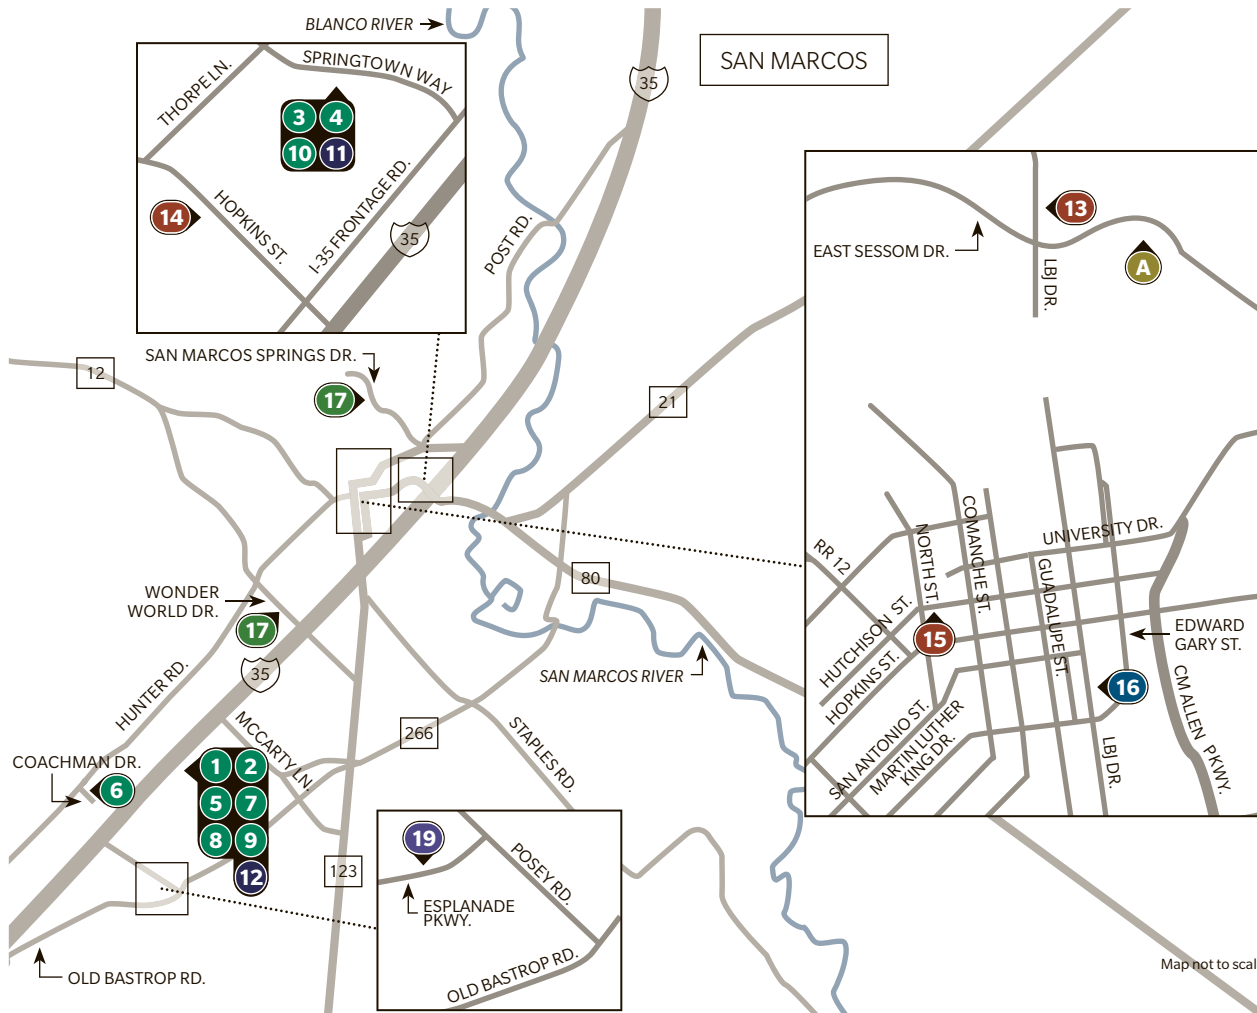 BLANCO RIVER
SAN MARCOS
35
THORPE LN.
SPRINGTOWN WAY
3
4
10
11
14
HOPKINS ST.
I-35 FRONTAGE RD.
35
POST RD.
13
EAST SESSOM DR.
LBJ DR.
A
SAN MARCOS SPRINGS DR.
12
17
21
COMANCHE ST.
NORTH ST.
UNIVERSITY DR.
RR 12
GUADALUPE ST.
HUTCHISON ST.
HOPKINS ST.
15
EDWARD
GARY ST.
16
CM ALLEN PKWY.
SAN ANTONIO ST.
MARTIN LUTHER
KING DR.
LBJ DR.
80
WONDER
WORLD DR.
17
SAN MARCOS RIVER
35
HUNTER RD.
MCCARTY LN.
266
STAPLES RD.
COACHMAN DR.
6
1
2
5
7
8
9
12
123
19
POSEY RD.
ESPLANADE
PKWY.
OLD BASTROP RD.
OLD BASTROP RD.
Map not to scal